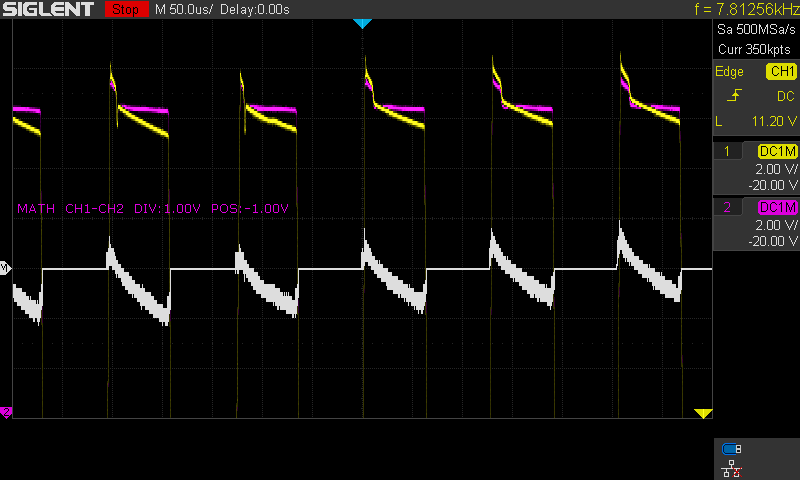 SIGLENT Stop M 50.0us/ Delay:0.00s f = 7.81256kHz
Sa 500MSa/s
Curr 350kpts
Edge CH1
DC
L 11.20 V
1 DC1M
2.00 V/
-20.00 V
2 DC1M
2.00 V/
-20.00 V
MATH CH1-CH2 DIV:1.00V POS:-1.00V
M
2